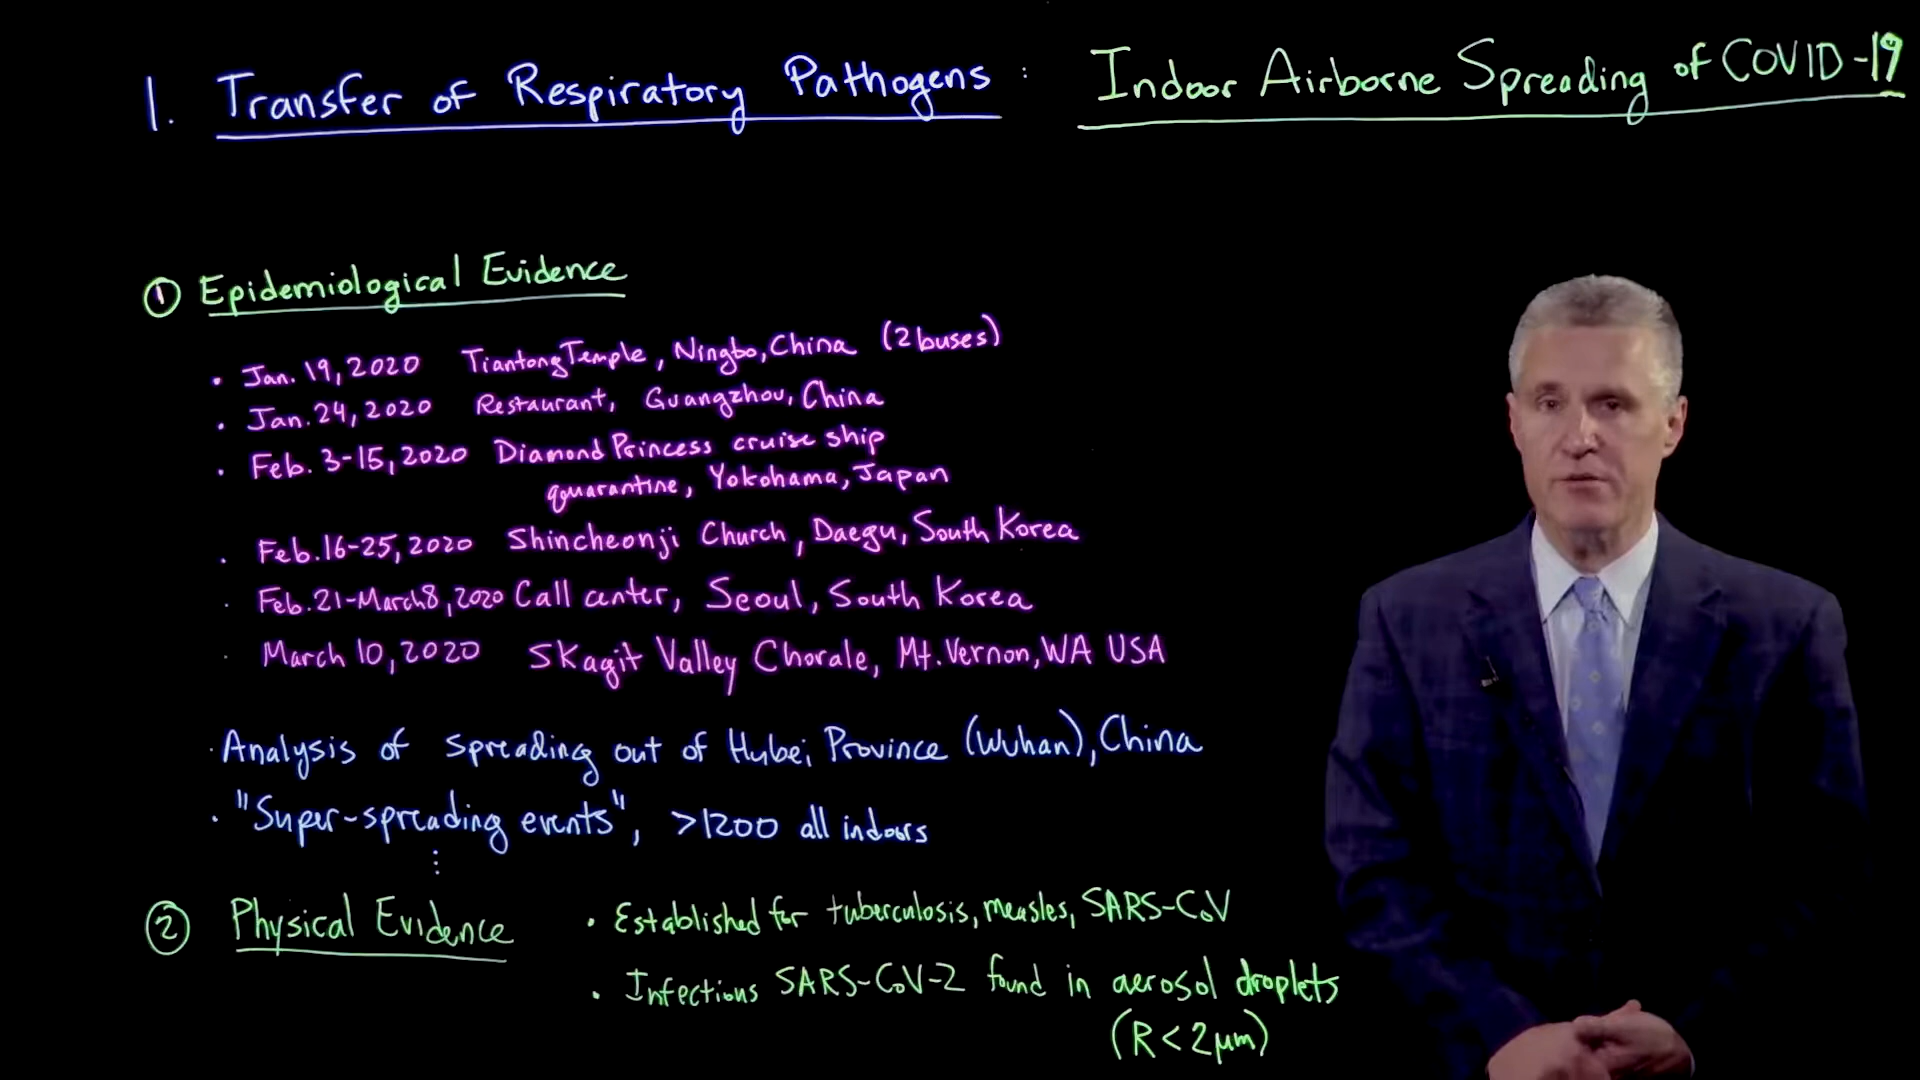 1. Transfer of Respiratory Pathogens : Indoor Airborne Spreading of COVID-19
① Epidemiological Evidence
· Jan. 19, 2020 Tiantong Temple, Ningbo, China (2 buses)
· Jan. 24, 2020 Restaurant, Guangzhou, China
· Feb. 3-15, 2020 Diamond Princess cruise ship
quarantine, Yokohama, Japan
· Feb. 16-25, 2020 Shincheonji Church, Daegu, South Korea
· Feb. 21-March 8, 2020 Call center, Seoul, South Korea
· March 10, 2020 Skagit Valley Chorale, Mt. Vernon, WA USA
· Analysis of spreading out of Hubei Province (Wuhan), China
· "Super-spreading events", >1200 all indoors
⋮
② Physical Evidence · Established for tuberculosis, measles, SARS-CoV
· Infectious SARS-CoV-2 found in aerosol droplets
(R < 2 μm)